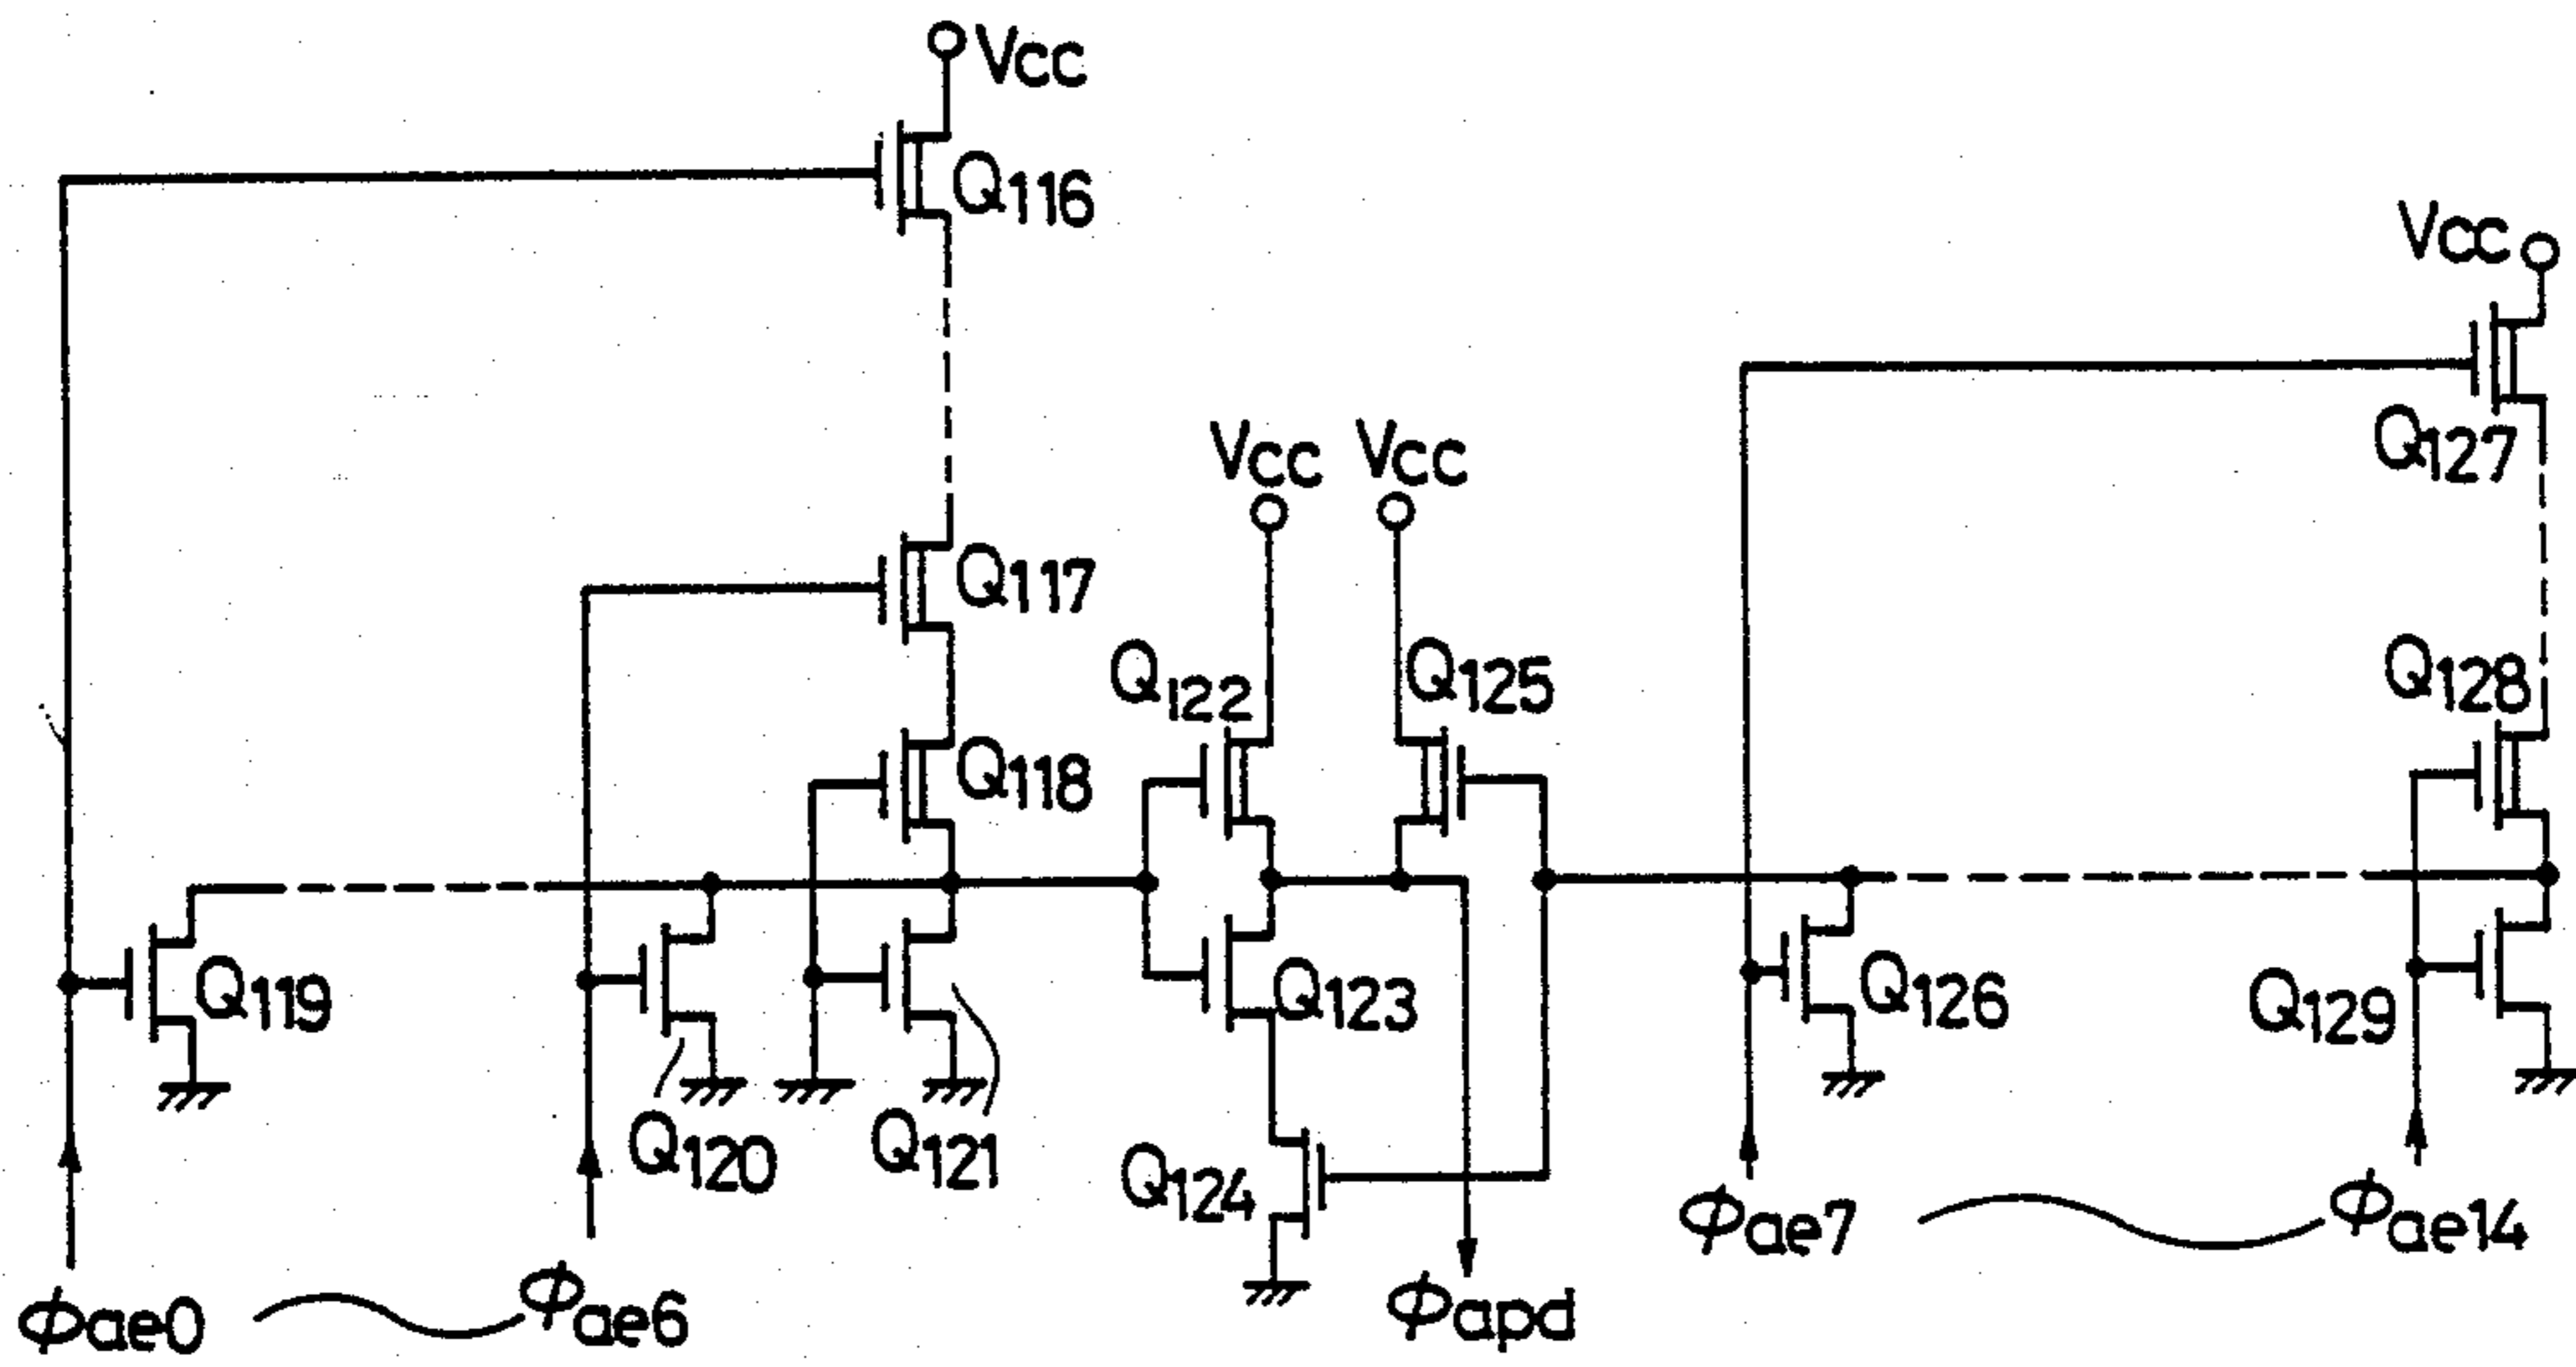 Vcc
Q116
Vcc
Q127
Vcc
Vcc
Q117
Q122
Q125
Q128
Q118
Q119
Q123
Q126
Q129
Q120
Q121
Q124
ϕae0
ϕae6
ϕapd
ϕae7
ϕae14